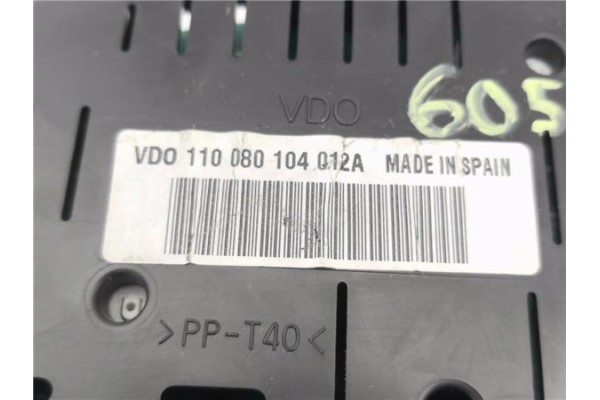 VDO
605
VDO 110 080 104 012A MADE IN SPAIN
>PP-T40<